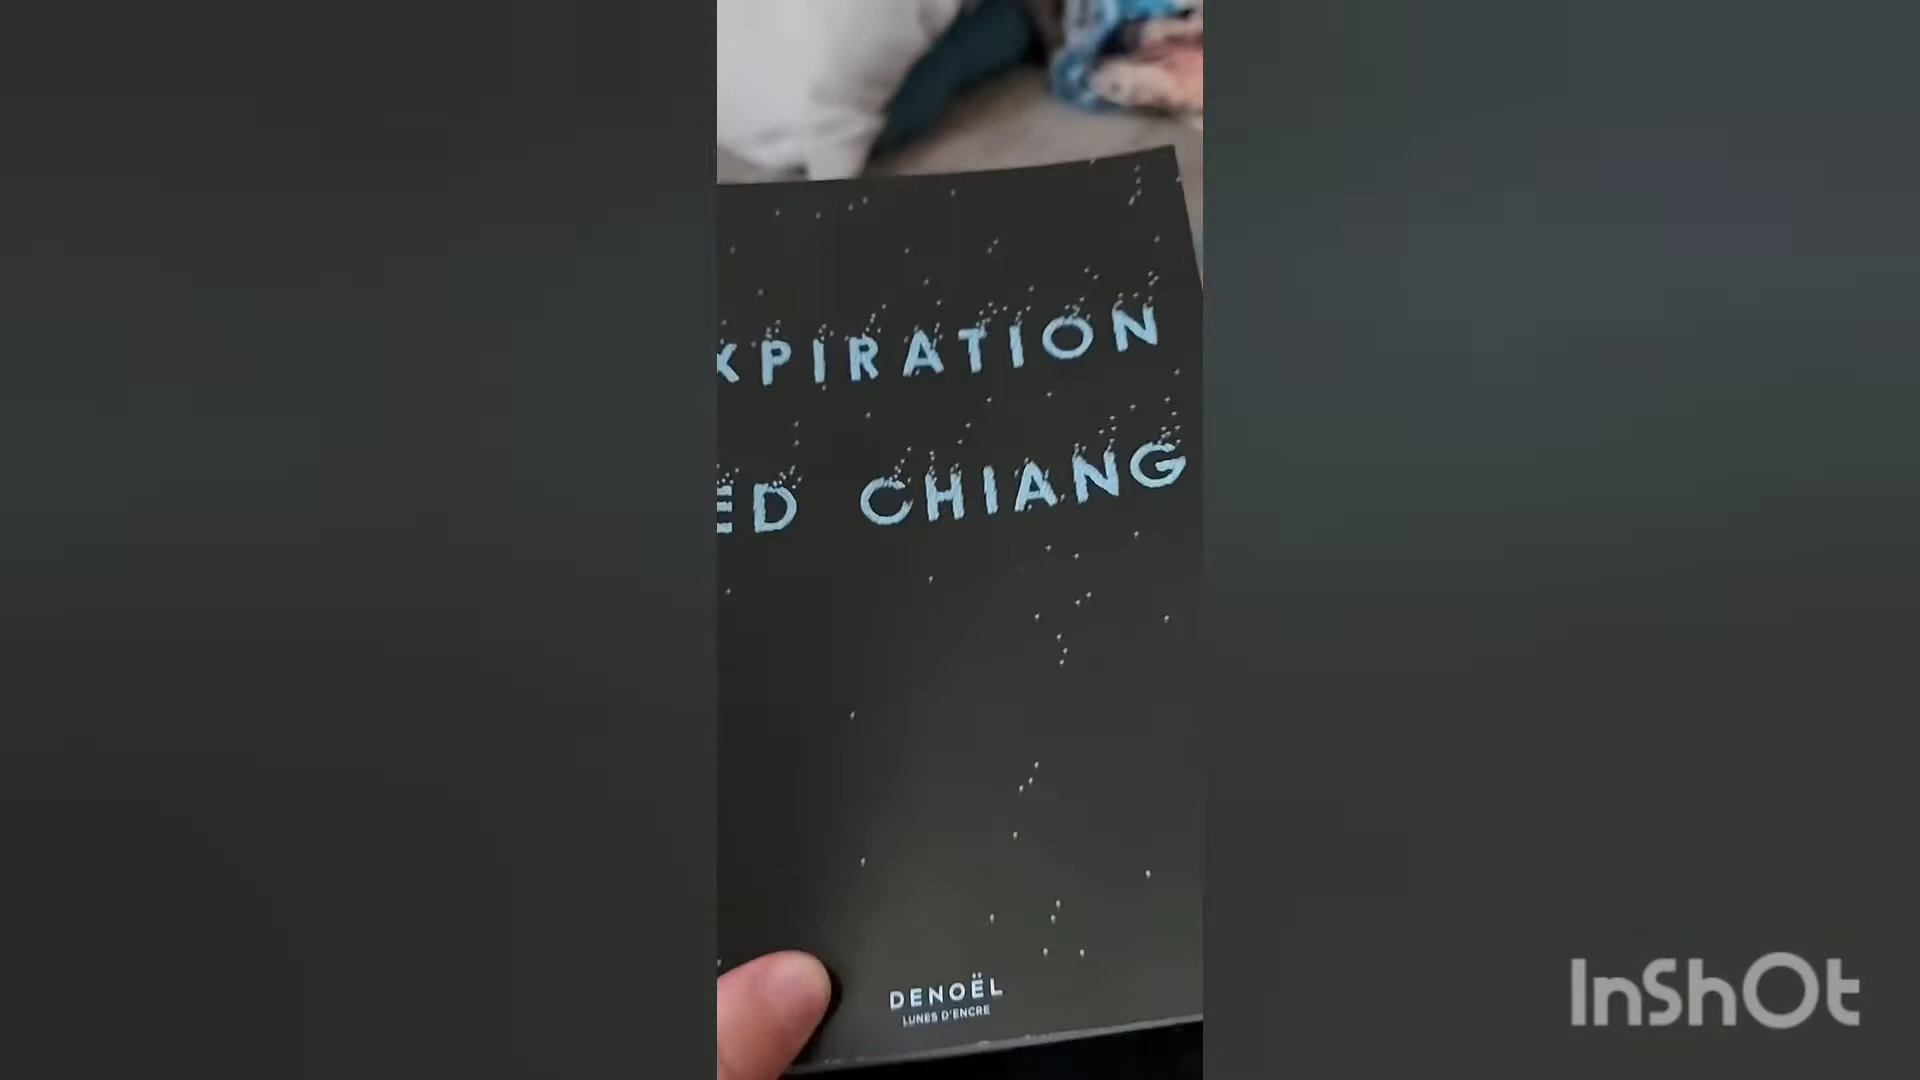 XPIRATION
ED CHIANG
DENOËL
LUNES D'ENCRE
InShOt